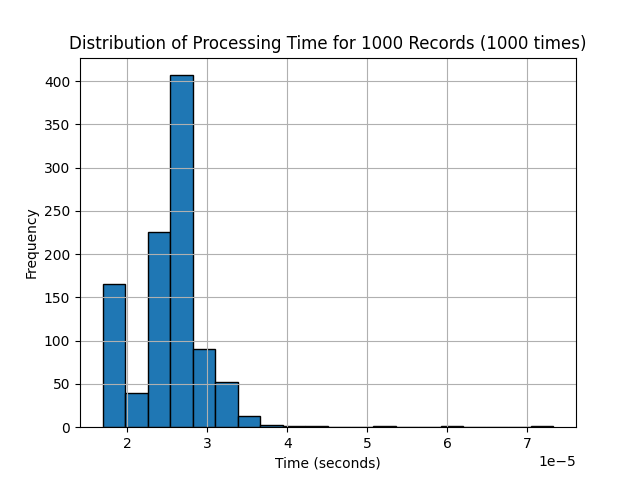 Distribution of Processing Time for 1000 Records (1000 times)
Frequency
400
350
300
250
200
150
100
50
0
2 3 4 5 6 7
1e−5
Time (seconds)